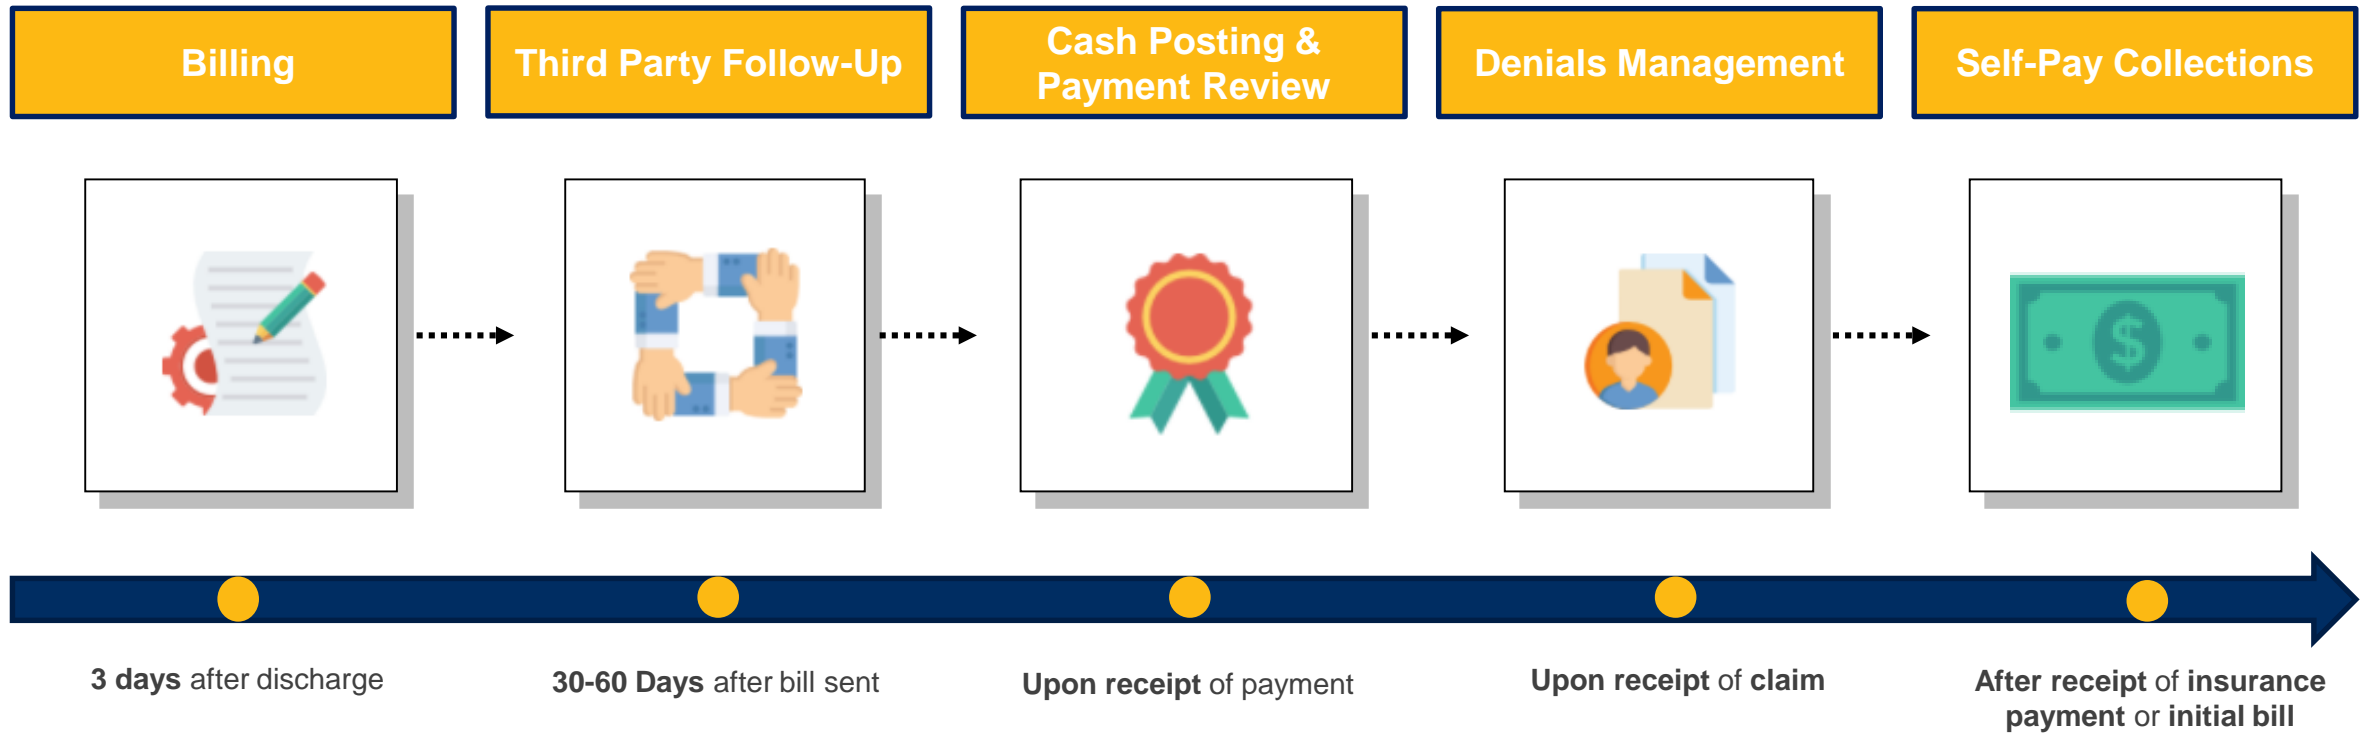 Billing
Third Party Follow-Up
Cash Posting &
Payment Review
Denials Management
Self-Pay Collections
$
3 days after discharge
30-60 Days after bill sent
Upon receipt of payment
Upon receipt of claim
After receipt of insurance
payment or initial bill